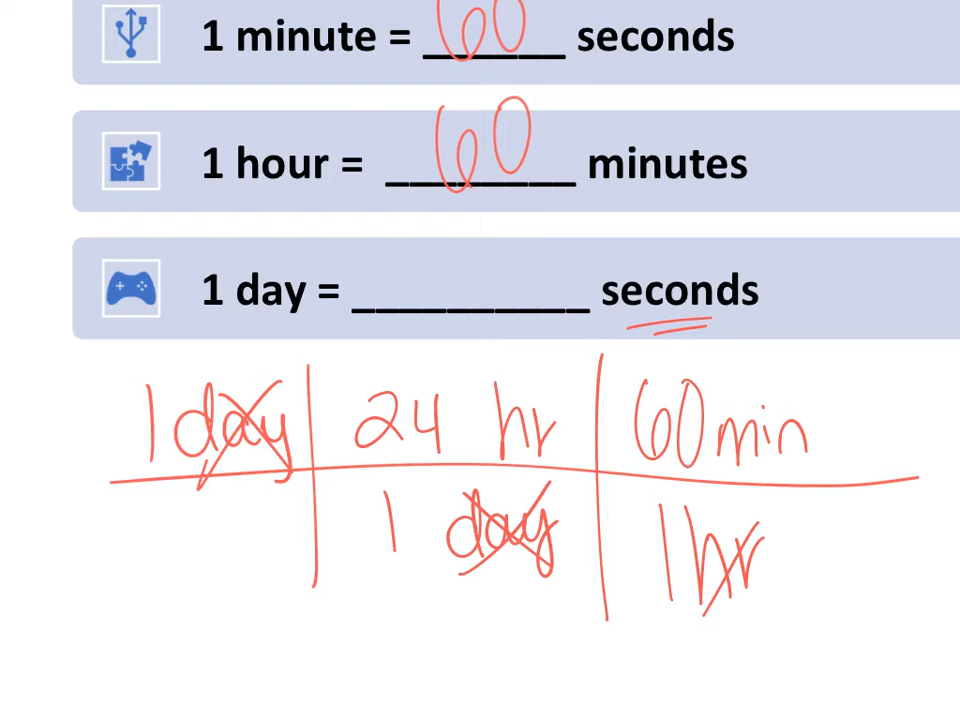 1 minute = 60 seconds
1 hour = 60 minutes
1 day = __________ seconds
1 day 24 hr 60 min
1 day 1 hr